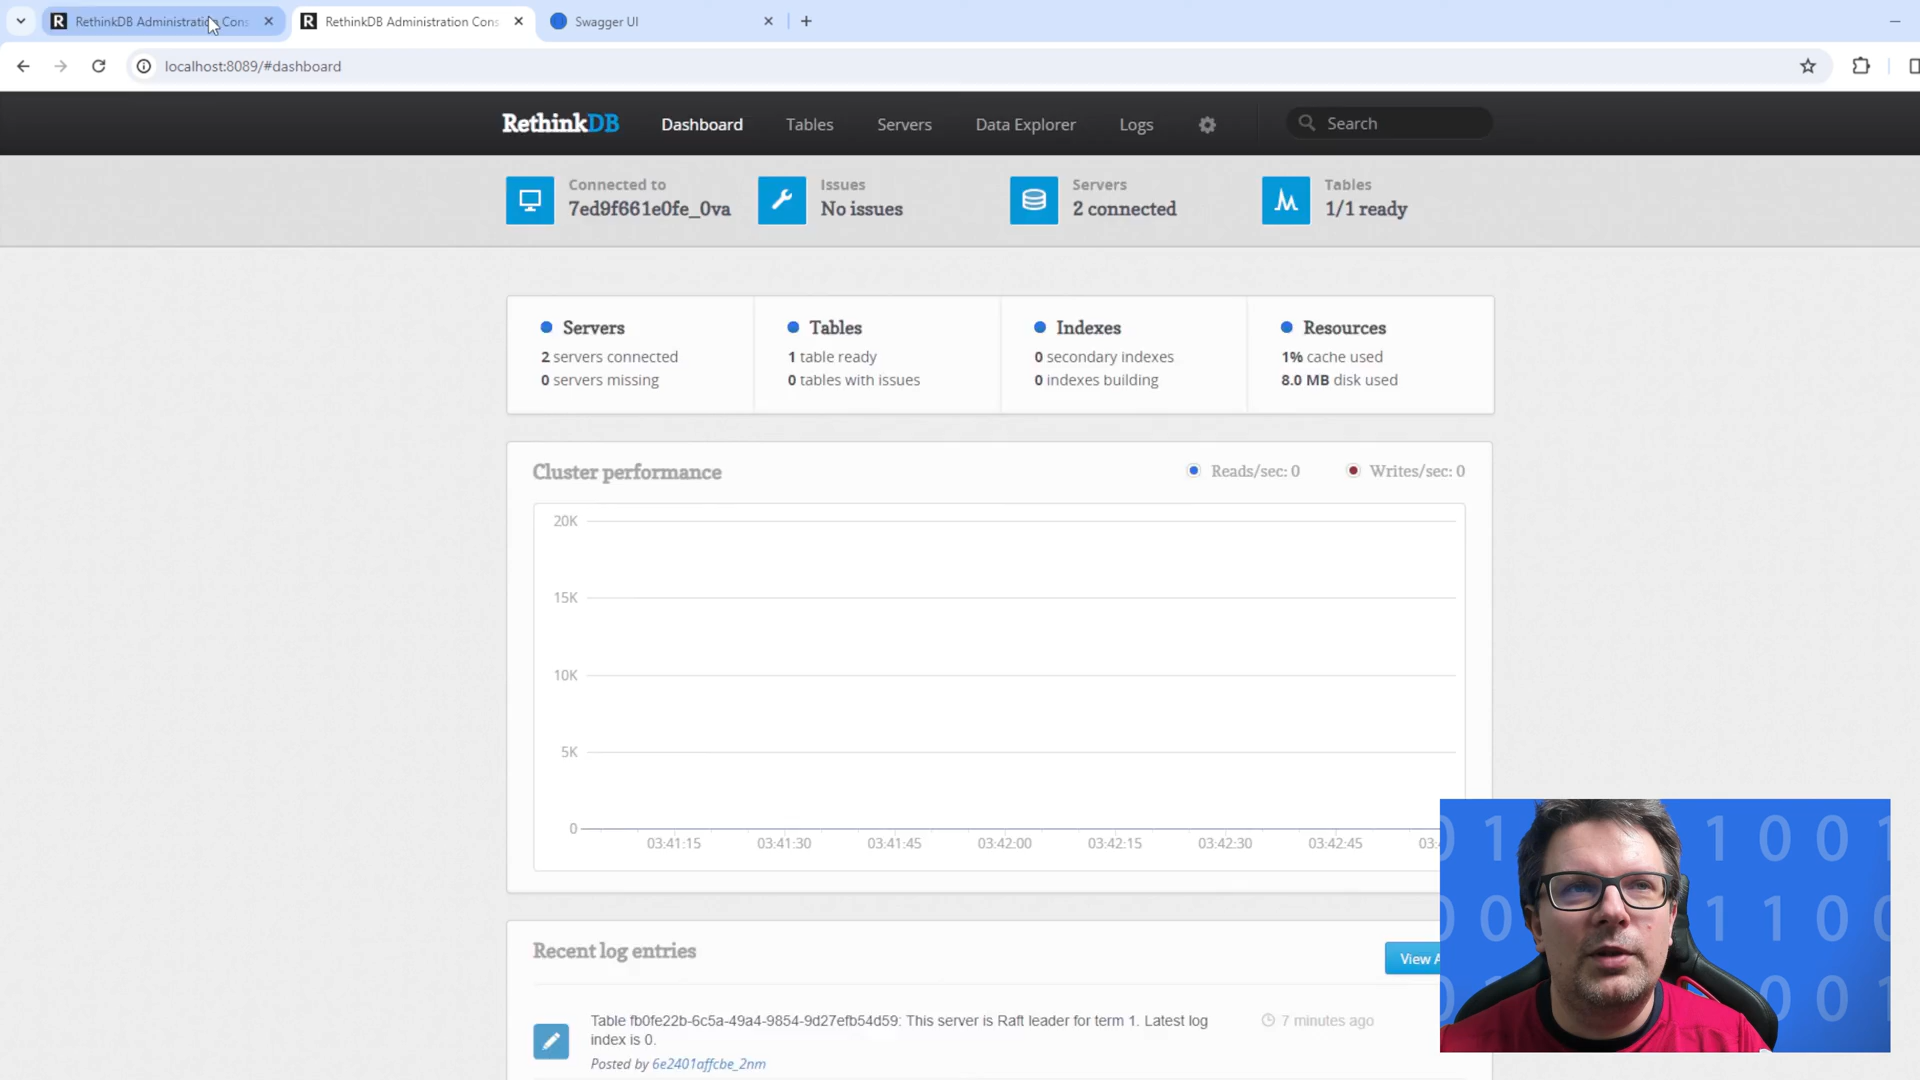 RethinkDB Administration Cons
RethinkDB Administration Cons
Swagger UI
localhost:8089/#dashboard
RethinkDB
Dashboard
Tables
Servers
Data Explorer
Logs
Search
Connected to
7ed9f661e0fe_0va
Issues
No issues
Servers
2 connected
Tables
1/1 ready
Servers
2 servers connected
0 servers missing
Tables
1 table ready
0 tables with issues
Indexes
0 secondary indexes
0 indexes building
Resources
1% cache used
8.0 MB disk used
Cluster performance
Reads/sec: 0
Writes/sec: 0
20K
15K
10K
5K
0
03:41:15 03:41:30 03:41:45 03:42:00 03:42:15 03:42:30 03:42:45 03:4
Recent log entries
View A
Table fb0fe22b-6c5a-49a4-9854-9d27efb54d59: This server is Raft leader for term 1. Latest log
index is 0.
7 minutes ago
Posted by 6e2401affcbe_2nm